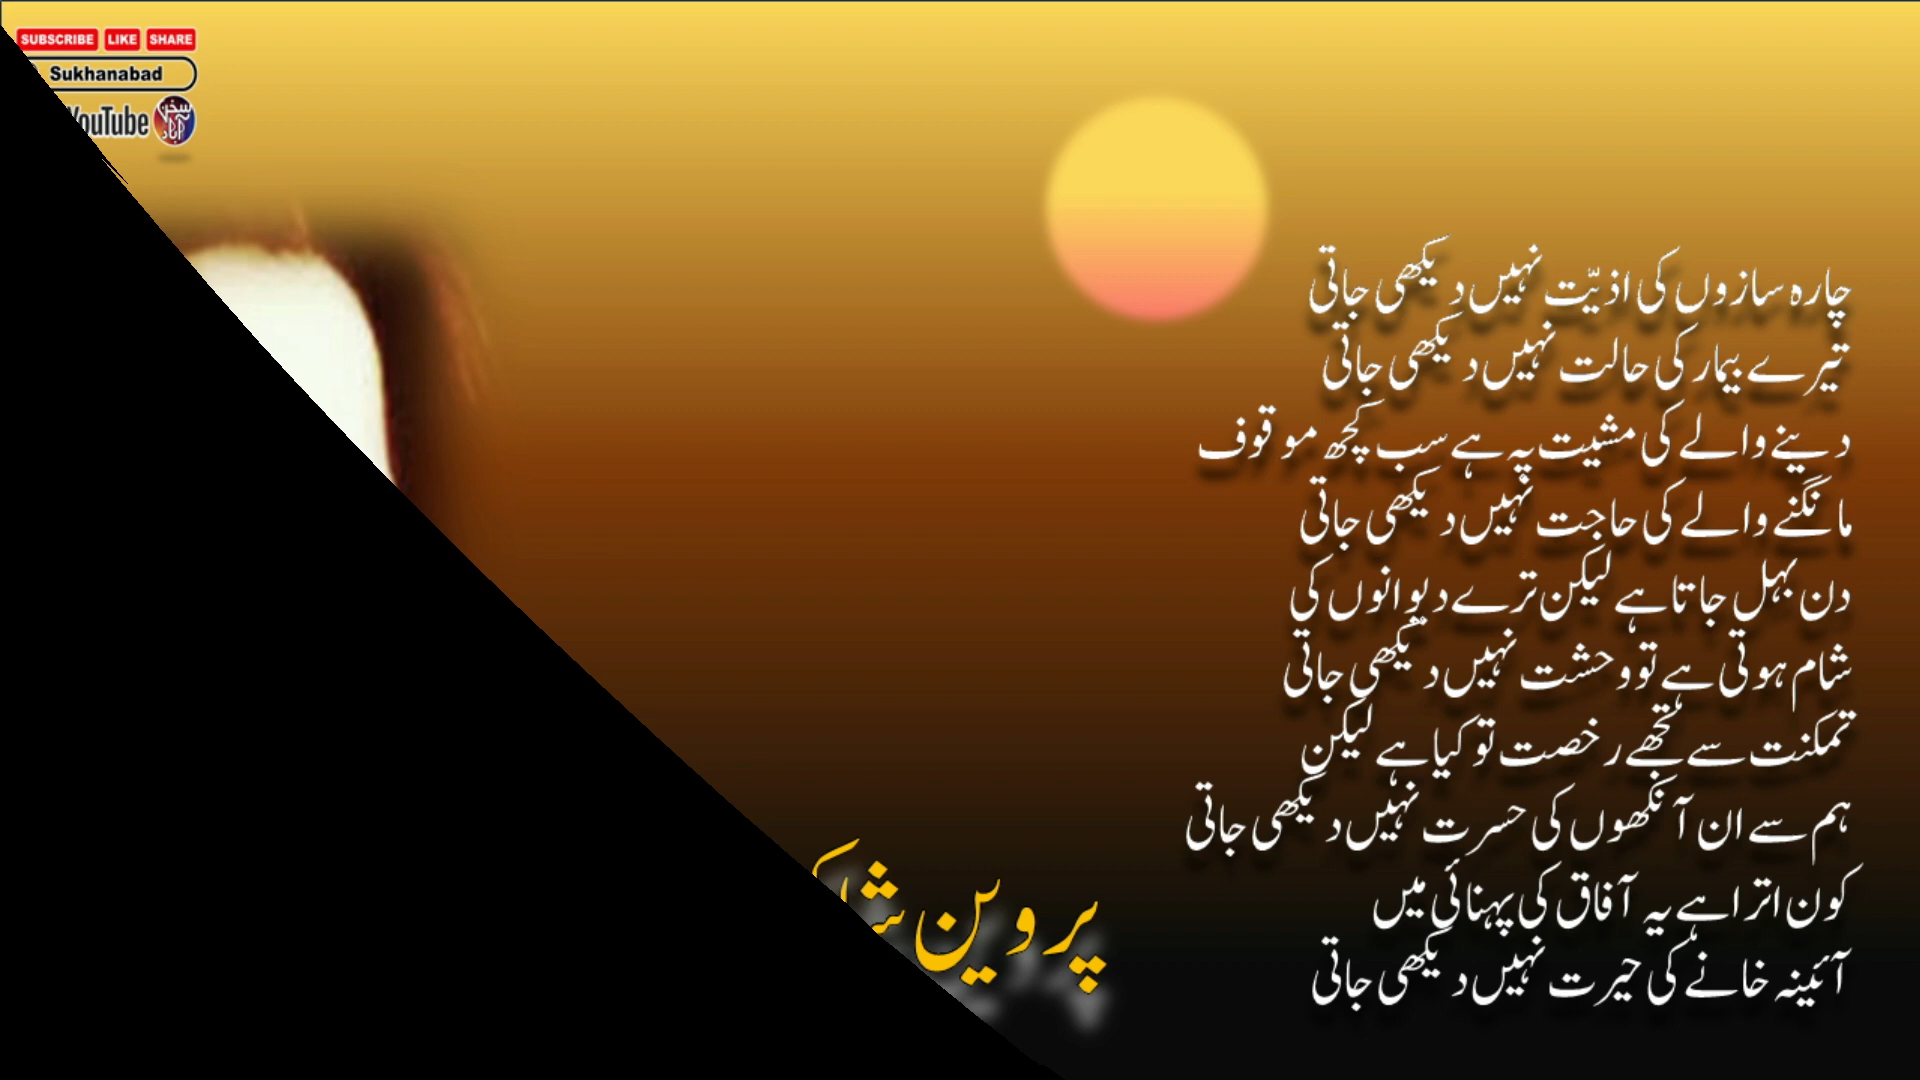 SUBSCRIBE LIKE SHARE
Sukhanabad
YouTube سخن آباد
چارہ سازوں کی اذیّت نہیں دیکھی جاتی
تیرے بیمار کی حالت نہیں دیکھی جاتی
دینے والے کی مشیت پہ ہے سب کچھ موقوف
مانگنے والے کی حاجت نہیں دیکھی جاتی
دن بہل جاتا ہے لیکن ترے دیوانوں کی
شام ہوتی ہے تو وحشت نہیں دیکھی جاتی
تمکنت سے تجھے رخصت تو کیا ہے لیکن
ہم سے ان آنکھوں کی حسرت نہیں دیکھی جاتی
کون اترا ہے یہ آفاق کی پہنائی میں
آئینہ خانے کی حیرت نہیں دیکھی جاتی
پروین